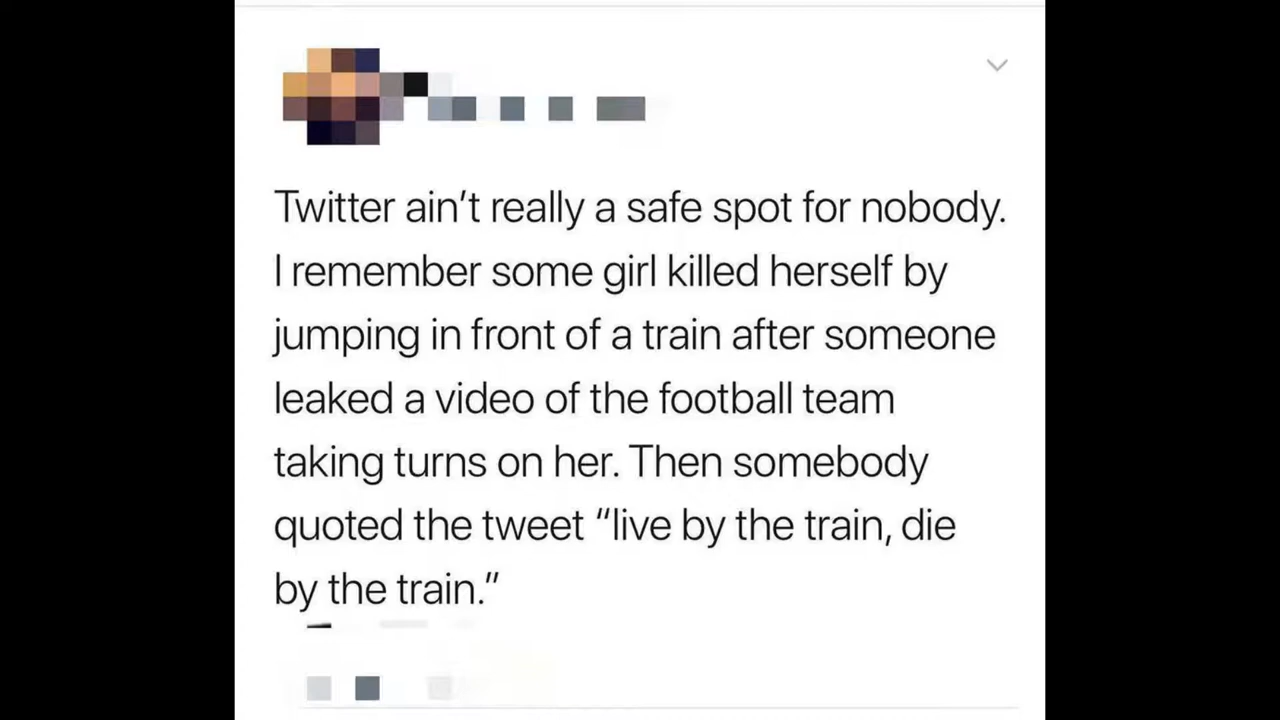 Twitter ain’t really a safe spot for nobody.
I remember some girl killed herself by
jumping in front of a train after someone
leaked a video of the football team
taking turns on her. Then somebody
quoted the tweet “live by the train, die
by the train.”